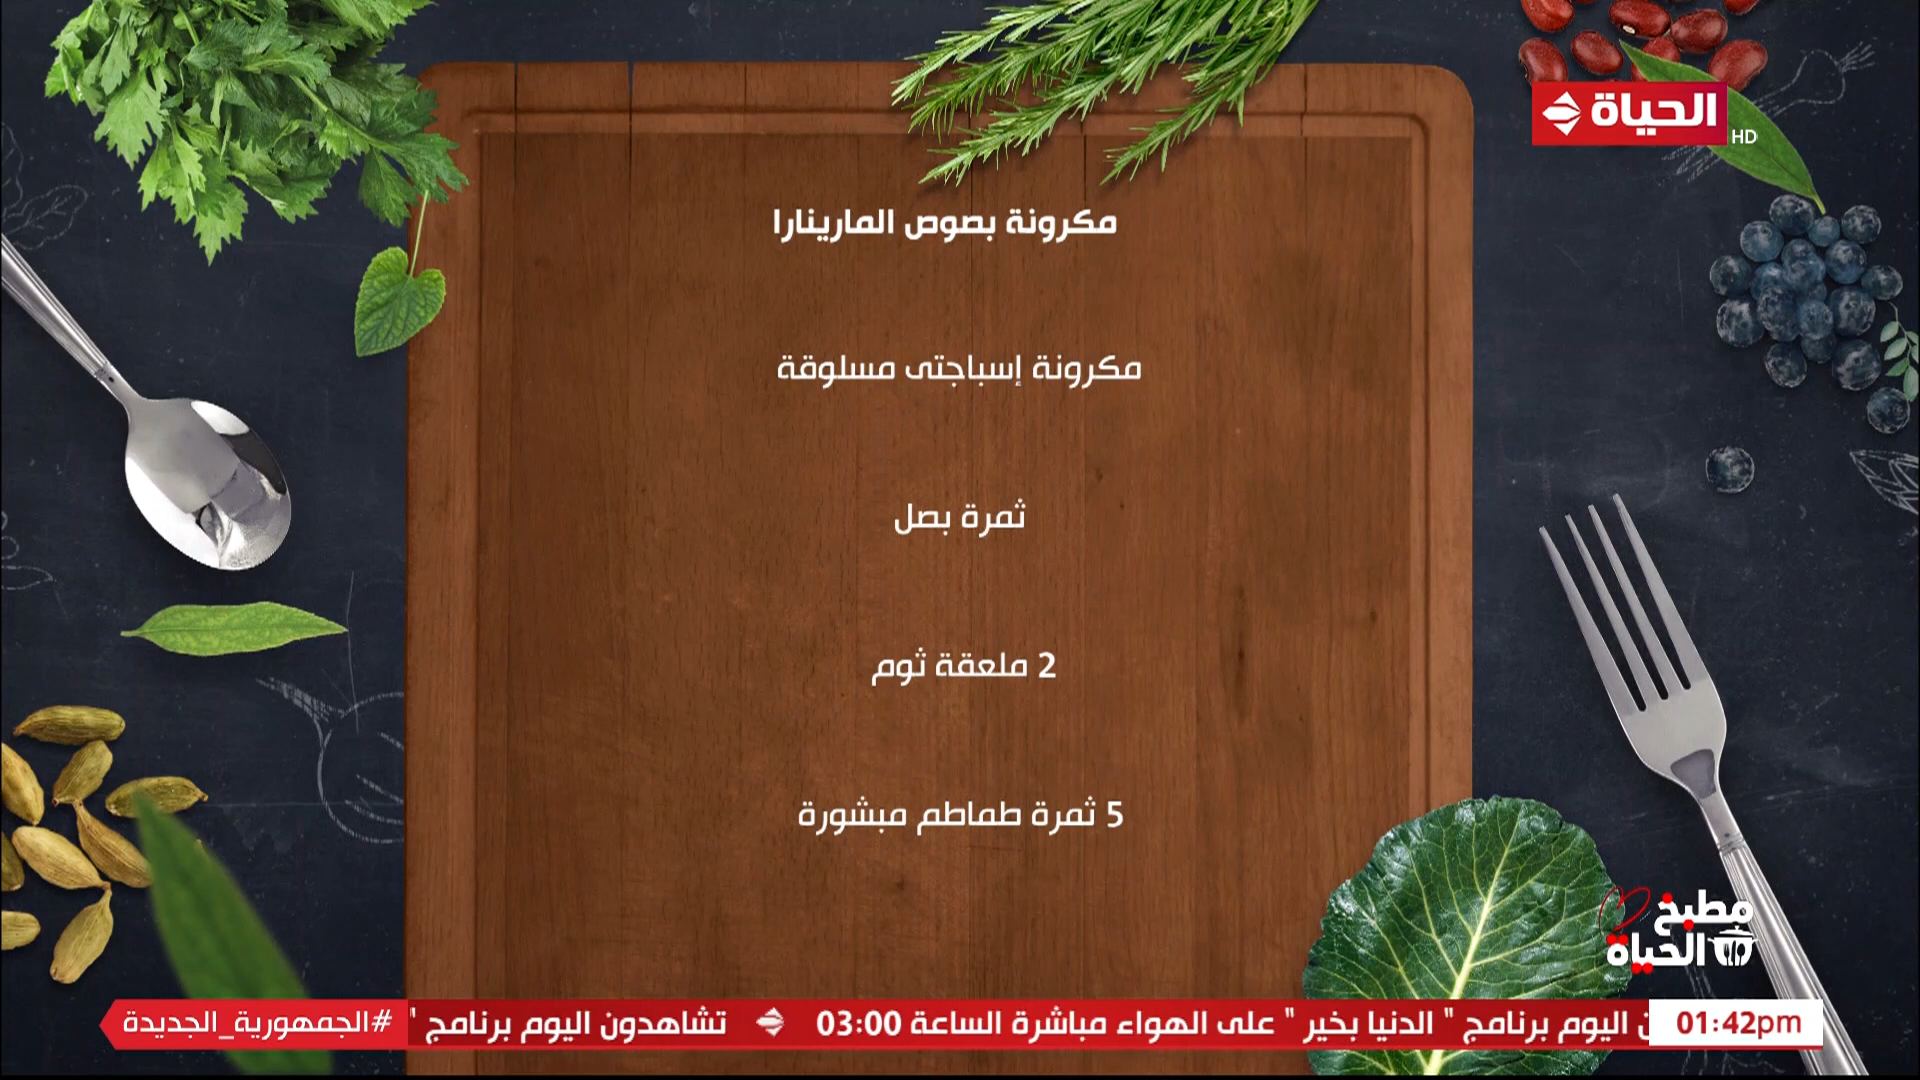 الحياة
HD
مكرونة بصوص المارينارا
مكرونة إسباجتى مسلوقة
ثمرة بصل
2 ملعقة ثوم
5 ثمرة طماطم مبشورة
مطبخ
الحياة
01:42pm
اليوم برنامج " الدنيا بخير " على الهواء مباشرة الساعة 03:00 تشاهدون اليوم برنامج "
#الجمهورية_الجديدة